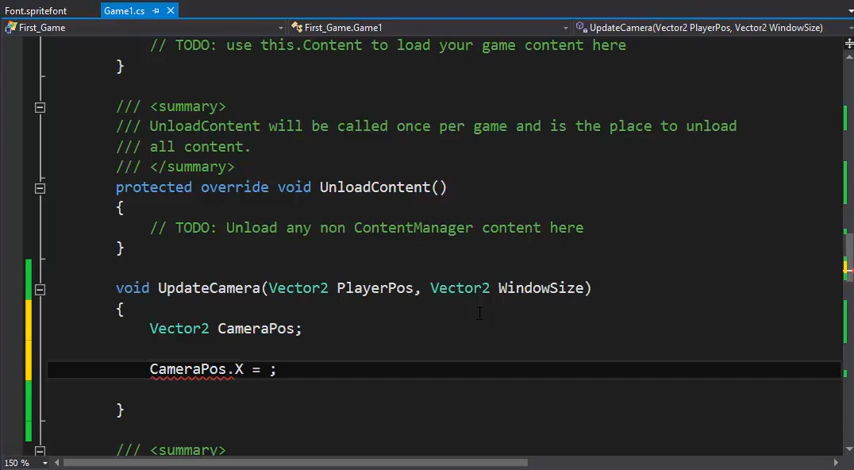 Font.spritefont Game1.cs
First_Game First_Game.Game1 UpdateCamera(Vector2 PlayerPos, Vector2 WindowSize)
// TODO: use this.Content to load your game content here
}
/// <summary>
/// UnloadContent will be called once per game and is the place to unload
/// all content.
/// </summary>
protected override void UnloadContent()
{
// TODO: Unload any non ContentManager content here
}
void UpdateCamera(Vector2 PlayerPos, Vector2 WindowSize)
{
Vector2 CameraPos;
CameraPos.X = ;
}
/// <summary>
150 %